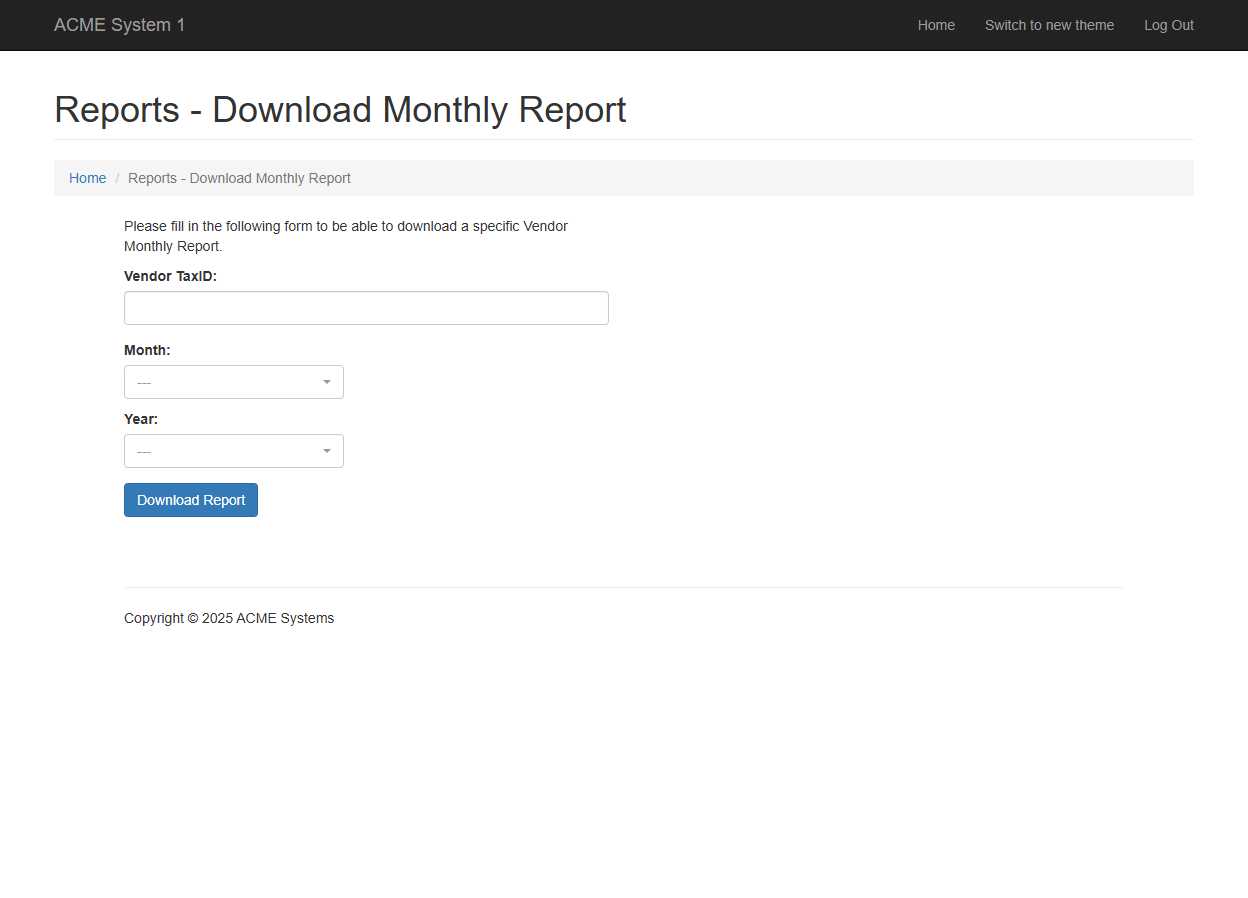 ACME System 1
Home
Switch to new theme
Log Out
Reports - Download Monthly Report
Home / Reports - Download Monthly Report
Please fill in the following form to be able to download a specific Vendor
Monthly Report.
Vendor TaxID:
Month:
---
Year:
---
Download Report
Copyright © 2025 ACME Systems